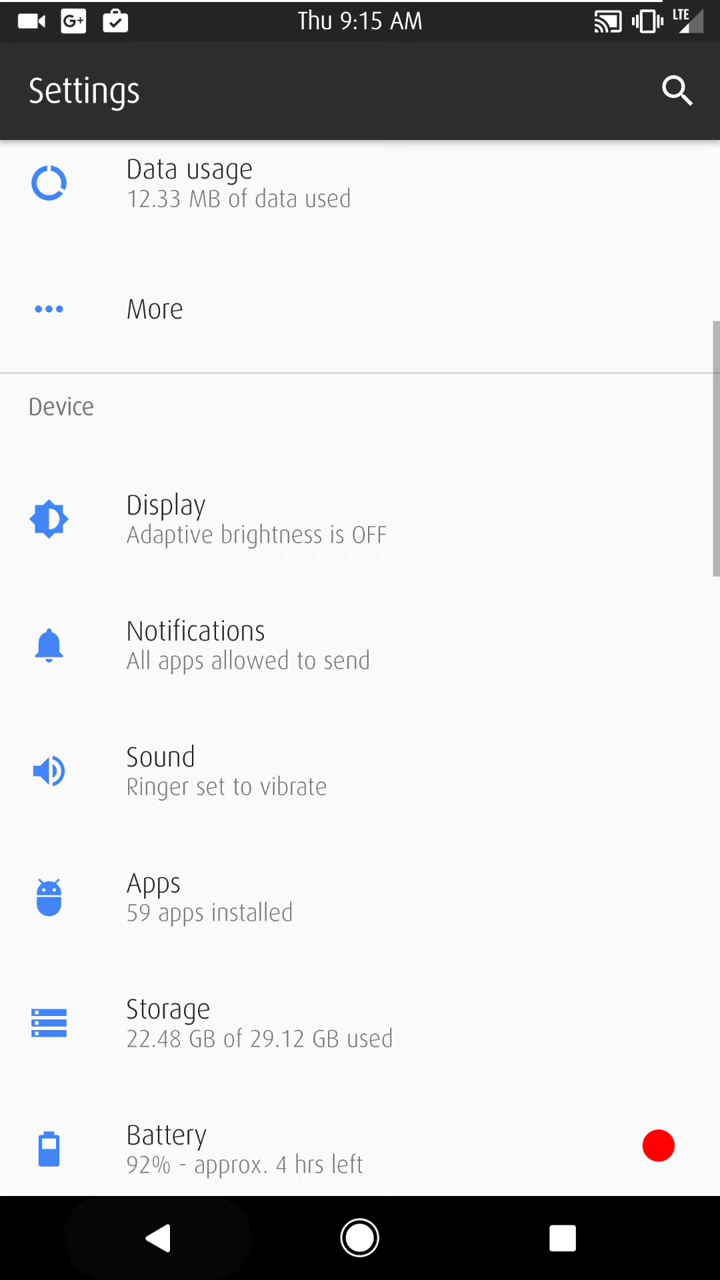 Thu 9:15 AM
G+
LTE
Settings
Data usage
12.33 MB of data used
More
Device
Display
Adaptive brightness is OFF
Notifications
All apps allowed to send
Sound
Ringer set to vibrate
Apps
59 apps installed
Storage
22.48 GB of 29.12 GB used
Battery
92% - approx. 4 hrs left